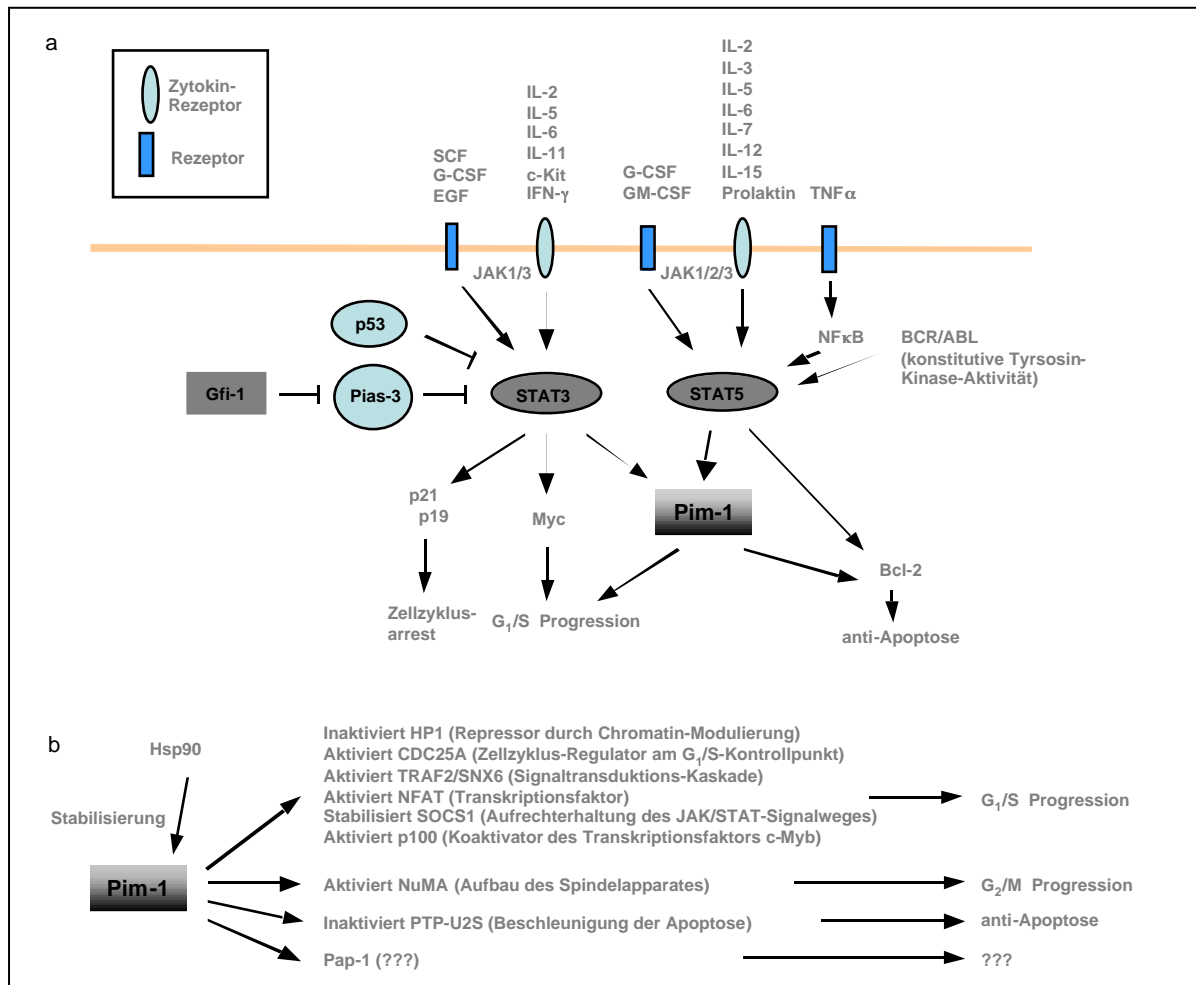 a
Zytokin-
Rezeptor
Rezeptor
SCF
G-CSF
EGF
IL-2
IL-5
IL-6
IL-11
c-Kit
IFN-γ
G-CSF
GM-CSF
IL-2
IL-3
IL-5
IL-6
IL-7
IL-12
IL-15
Prolaktin
TNFα
JAK1/3
JAK1/2/3
p53
NFκB
BCR/ABL
(konstitutive Tyrsosin-
Kinase-Aktivität)
Gfi-1
Pias-3
STAT3
STAT5
p21
p19
Myc
Pim-1
Bcl-2
Zellzyklus-
arrest
G1/S Progression
anti-Apoptose
b
Hsp90
Stabilisierung
Pim-1
Inaktiviert HP1 (Repressor durch Chromatin-Modulierung)
Aktiviert CDC25A (Zellzyklus-Regulator am G1/S-Kontrollpunkt)
Aktiviert TRAF2/SNX6 (Signaltransduktions-Kaskade)
Aktiviert NFAT (Transkriptionsfaktor)
Stabilisiert SOCS1 (Aufrechterhaltung des JAK/STAT-Signalweges)
Aktiviert p100 (Koaktivator des Transkriptionsfaktors c-Myb)
G1/S Progression
Aktiviert NuMA (Aufbau des Spindelapparates)
G2/M Progression
Inaktiviert PTP-U2S (Beschleunigung der Apoptose)
anti-Apoptose
Pap-1 (???)
???